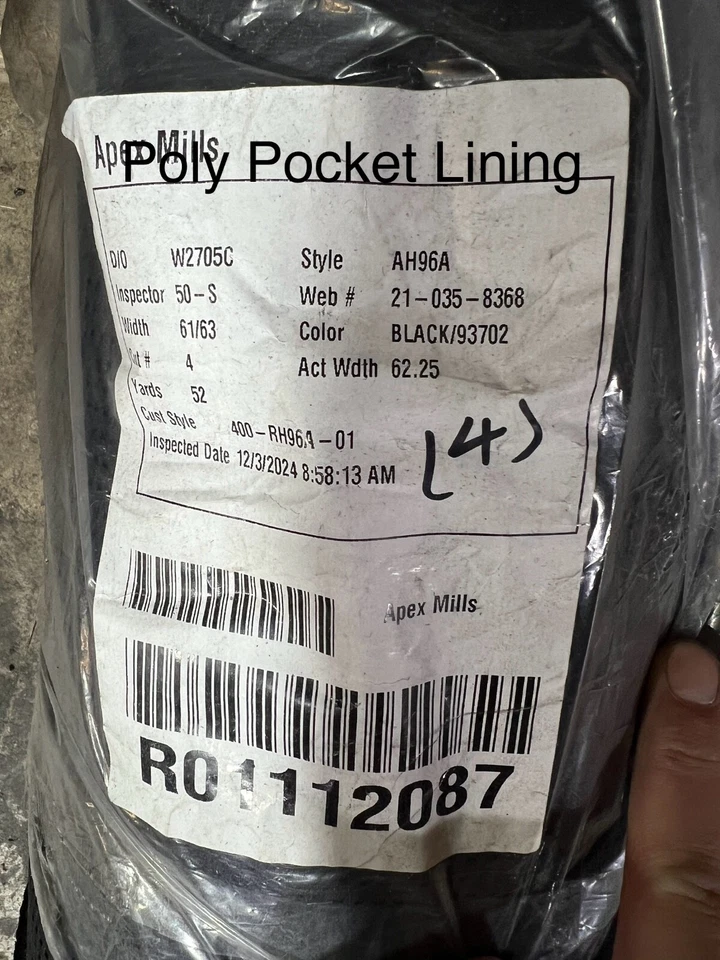 Apex Mills
Poly Pocket Lining
D/O W2705C Style AH96A
Inspector 50-S Web # 21-035-8368
Width 61/63 Color BLACK/93702
Cut # 4 Act Wdth 62.25
Yards 52
Cust Style 400-RH96A-01
Inspected Date 12/3/2024 8:58:13 AM
(4)
Apex Mills
R01112087